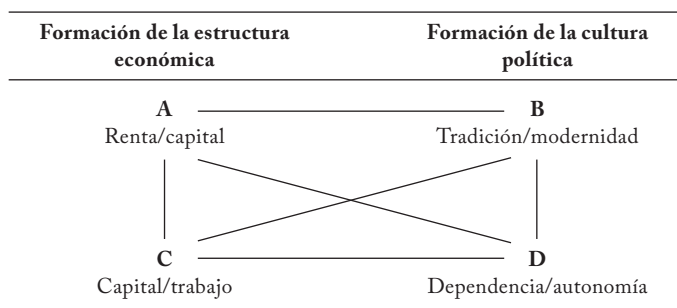 Formación de la estructura económica
Formación de la cultura política
A
B
Renta/capital
Tradición/modernidad
C
D
Capital/trabajo
Dependencia/autonomía